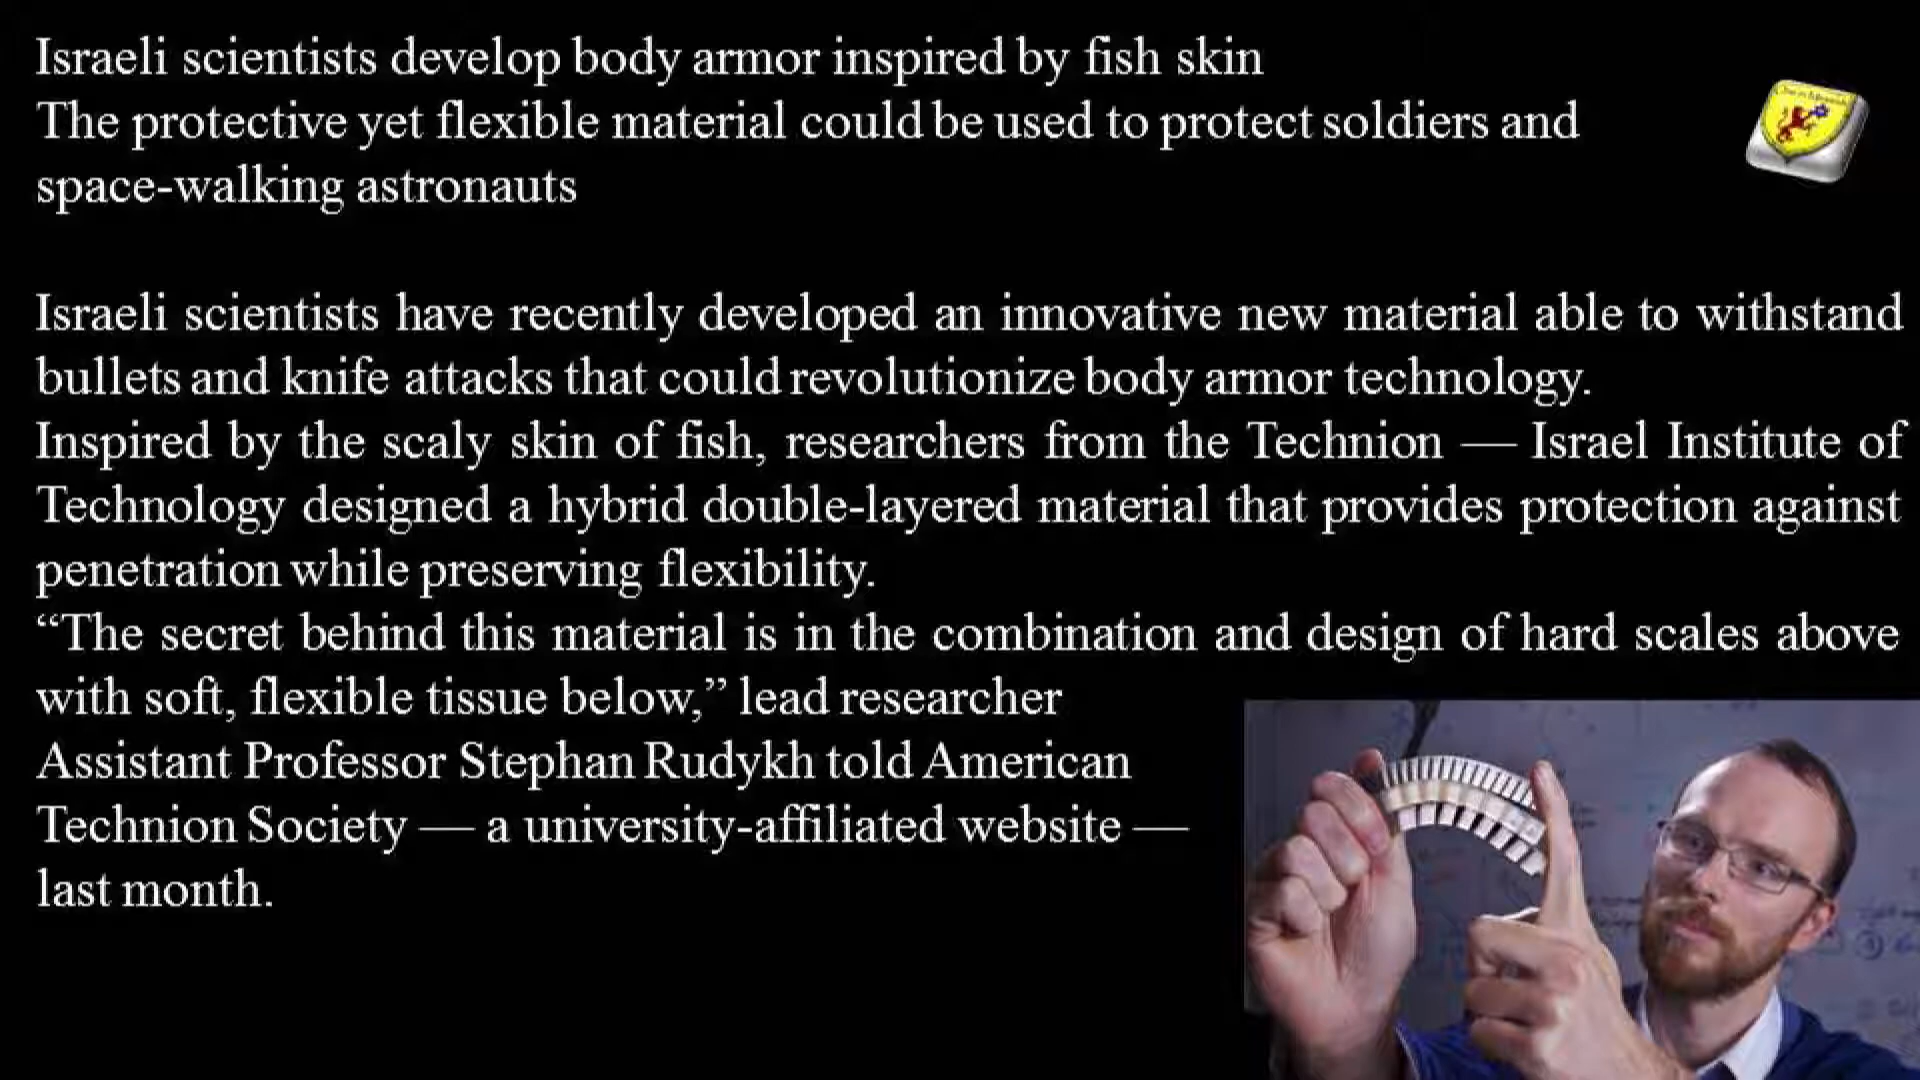 Israeli scientists develop body armor inspired by fish skin
The protective yet flexible material could be used to protect soldiers and
space-walking astronauts
Israeli scientists have recently developed an innovative new material able to withstand
bullets and knife attacks that could revolutionize body armor technology.
Inspired by the scaly skin of fish, researchers from the Technion — Israel Institute of
Technology designed a hybrid double-layered material that provides protection against
penetration while preserving flexibility.
“The secret behind this material is in the combination and design of hard scales above
with soft, flexible tissue below,” lead researcher
Assistant Professor Stephan Rudykh told American
Technion Society — a university-affiliated website —
last month.